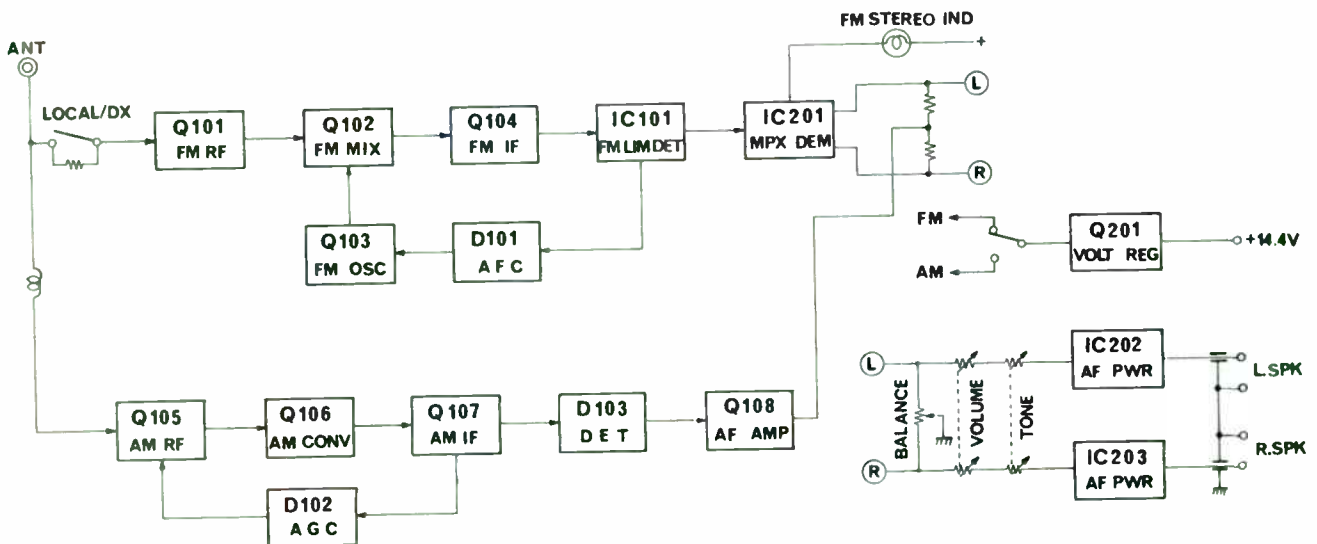 FM STEREO IND
+
ANT
LOCAL/DX
Q101
FM RF
Q102
FM MIX
Q104
FM IF
IC101
FM LIM DET
IC201
MPX DEM
L
R
Q103
FM OSC
D101
AFC
FM
AM
Q201
VOLT REG
+14.4V
Q105
AM RF
Q106
AM CONV
Q107
AM IF
D103
DET
Q108
AF AMP
D102
AGC
L
R
BALANCE
VOLUME
TONE
IC202
AF PWR
IC203
AF PWR
L.SPK
R.SPK